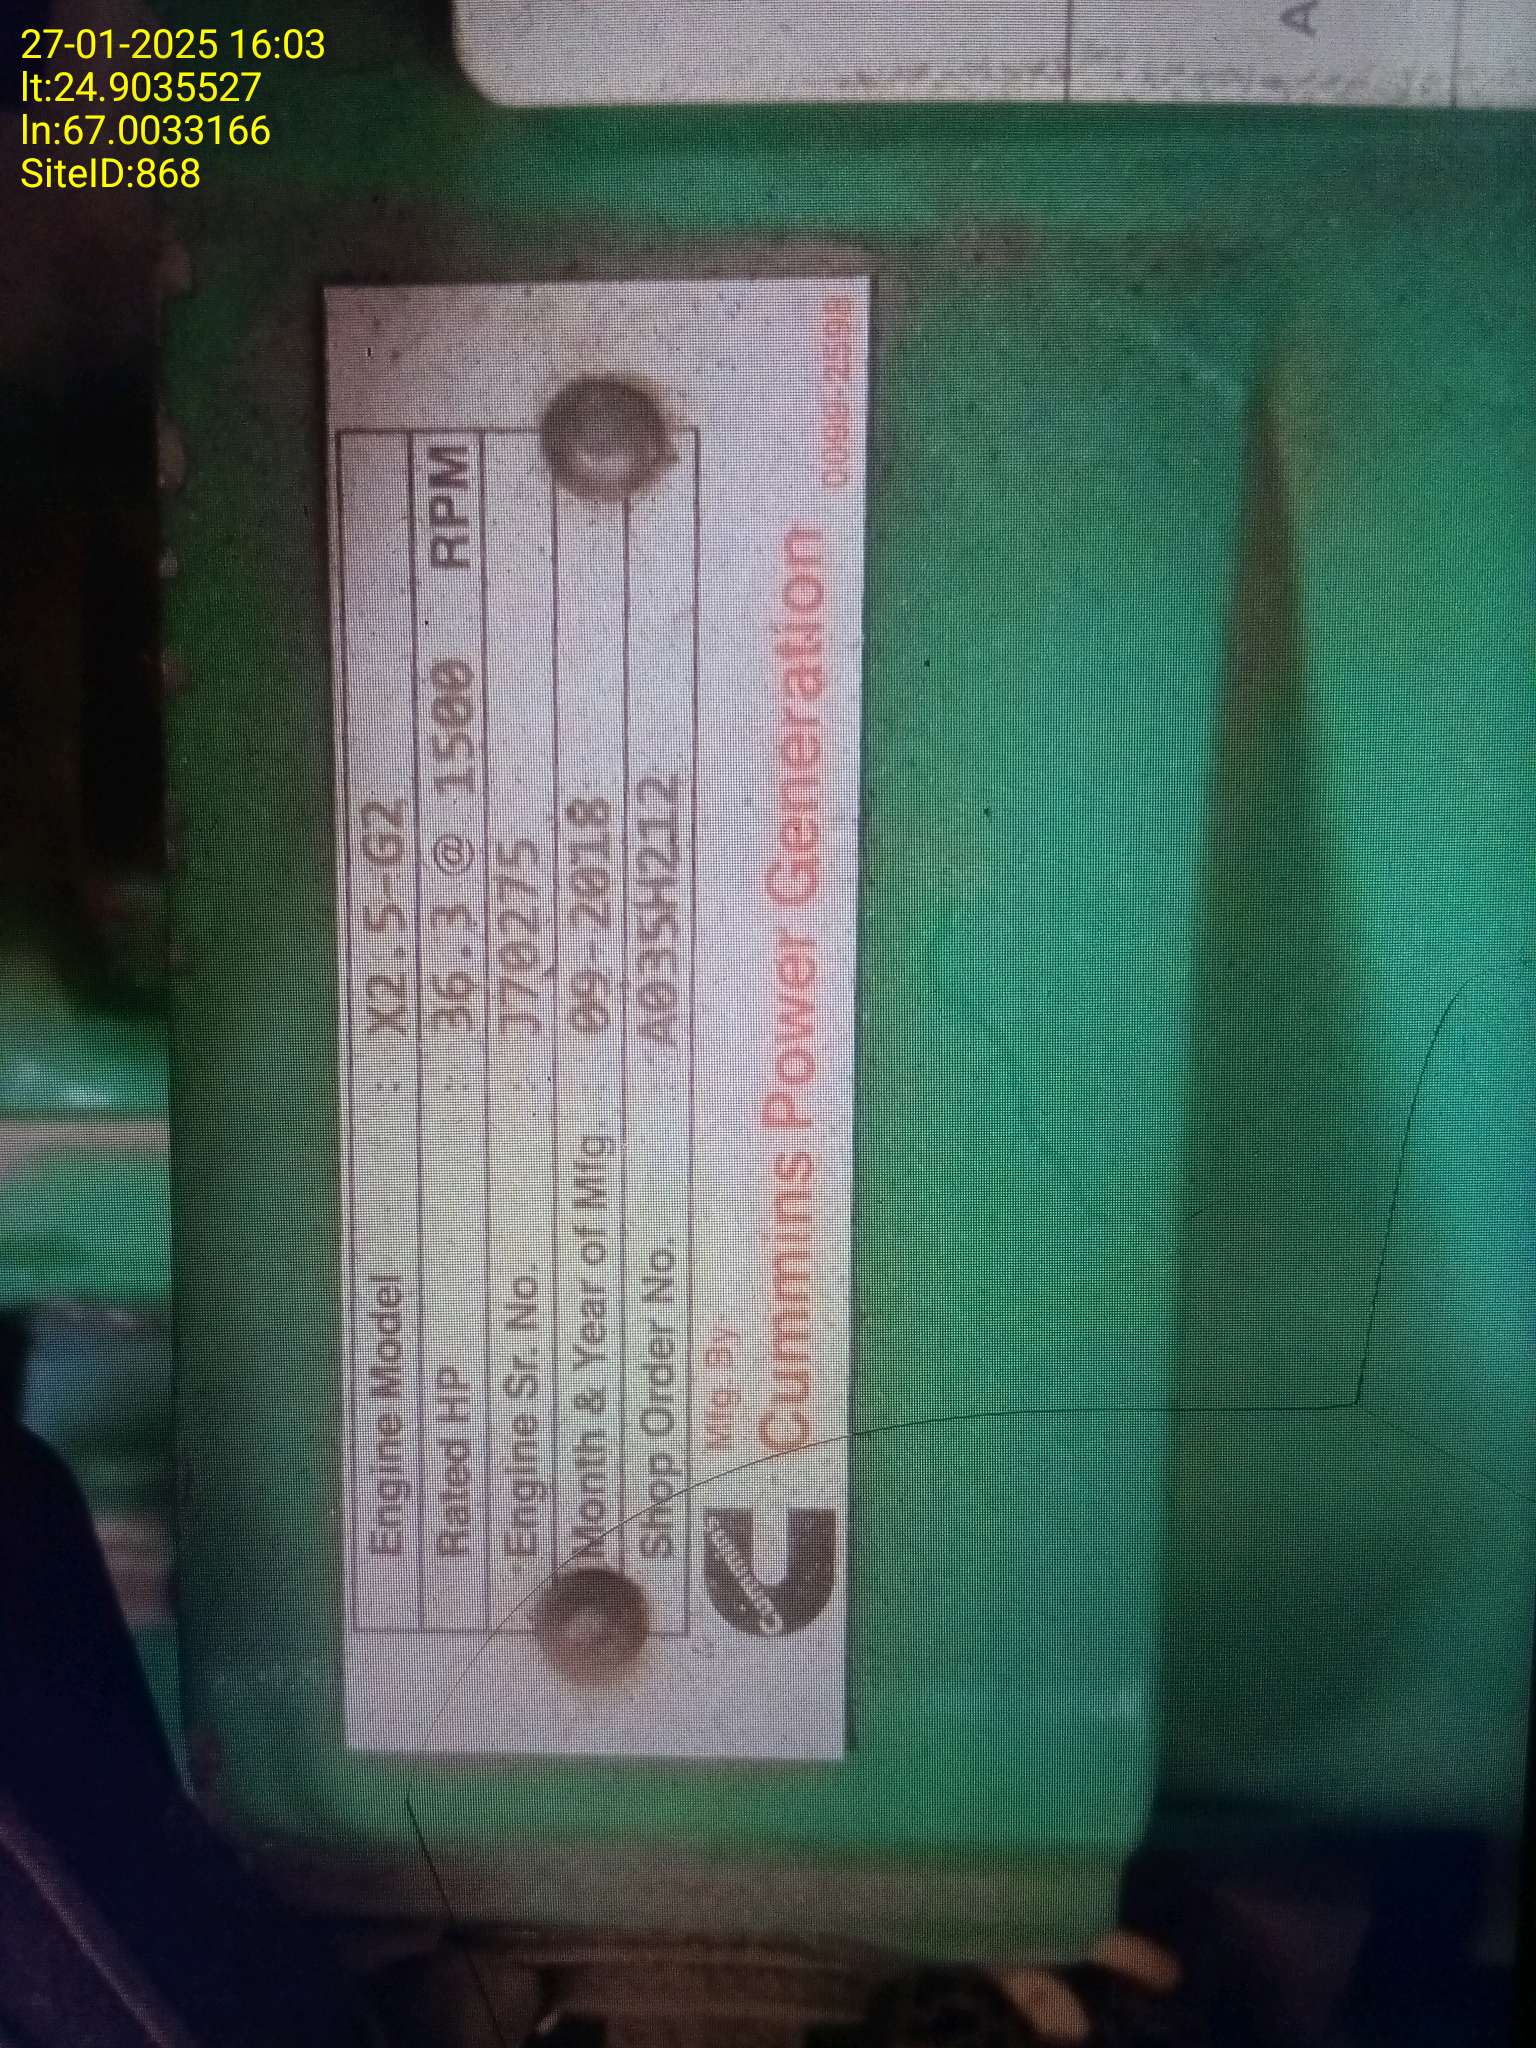 27-01-2025 16:03
lt:24.9035527
ln:67.0033166
SiteID:868
A
Engine Model : X2.5-G2
Rated HP : 36.3 @ 1500 RPM
Engine Sr. No. J70275
Month & Year of Mfg. 09-2018
Shop Order No. A035H212
Mfg. By.
Cummins Power Generation
Cummins